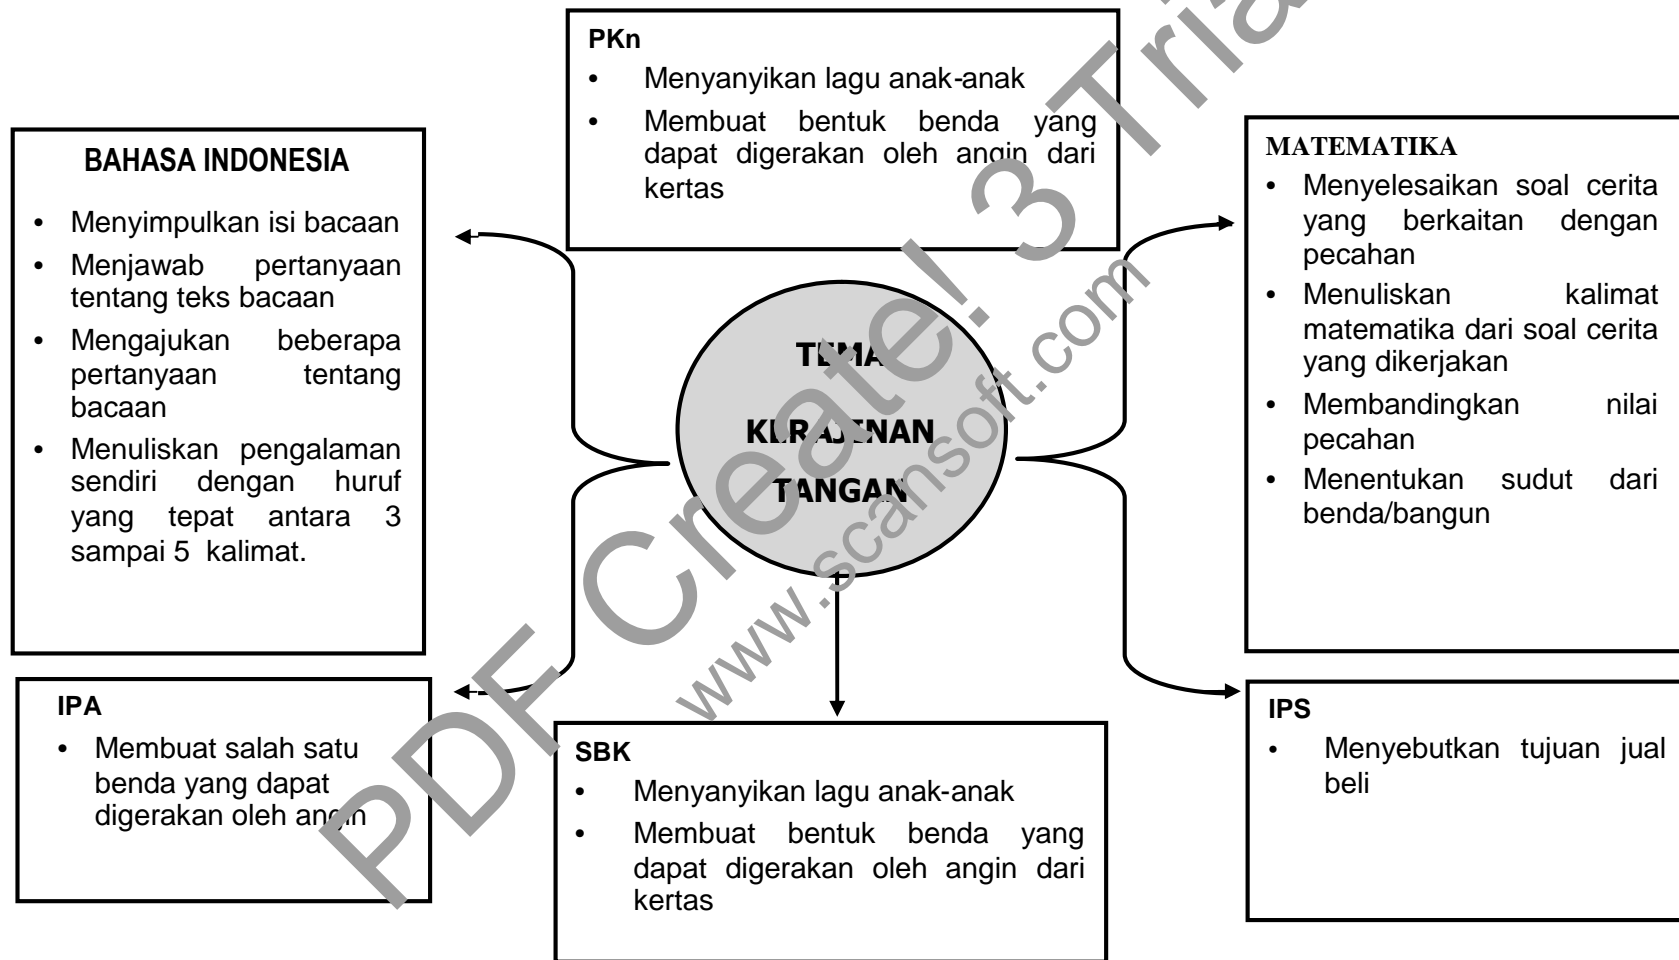 PKn
• Menyanyikan lagu anak-anak
• Membuat bentuk benda yang
dapat digerakan oleh angin dari
kertas
BAHASA INDONESIA
• Menyimpulkan isi bacaan
• Menjawab pertanyaan
tentang teks bacaan
• Mengajukan beberapa
pertanyaan tentang
bacaan
• Menuliskan pengalaman
sendiri dengan huruf
yang tepat antara 3
sampai 5 kalimat.
TEMA
KERAJINAN
TANGAN
MATEMATIKA
• Menyelesaikan soal cerita
yang berkaitan dengan
pecahan
• Menuliskan kalimat
matematika dari soal cerita
yang dikerjakan
• Membandingkan nilai
pecahan
• Menentukan sudut dari
benda/bangun
IPA
• Membuat salah satu
benda yang dapat
digerakan oleh angin
SBK
• Menyanyikan lagu anak-anak
• Membuat bentuk benda yang
dapat digerakan oleh angin dari
kertas
IPS
• Menyebutkan tujuan jual
beli
PDF Create! 3 Tria
www.scansoft.com